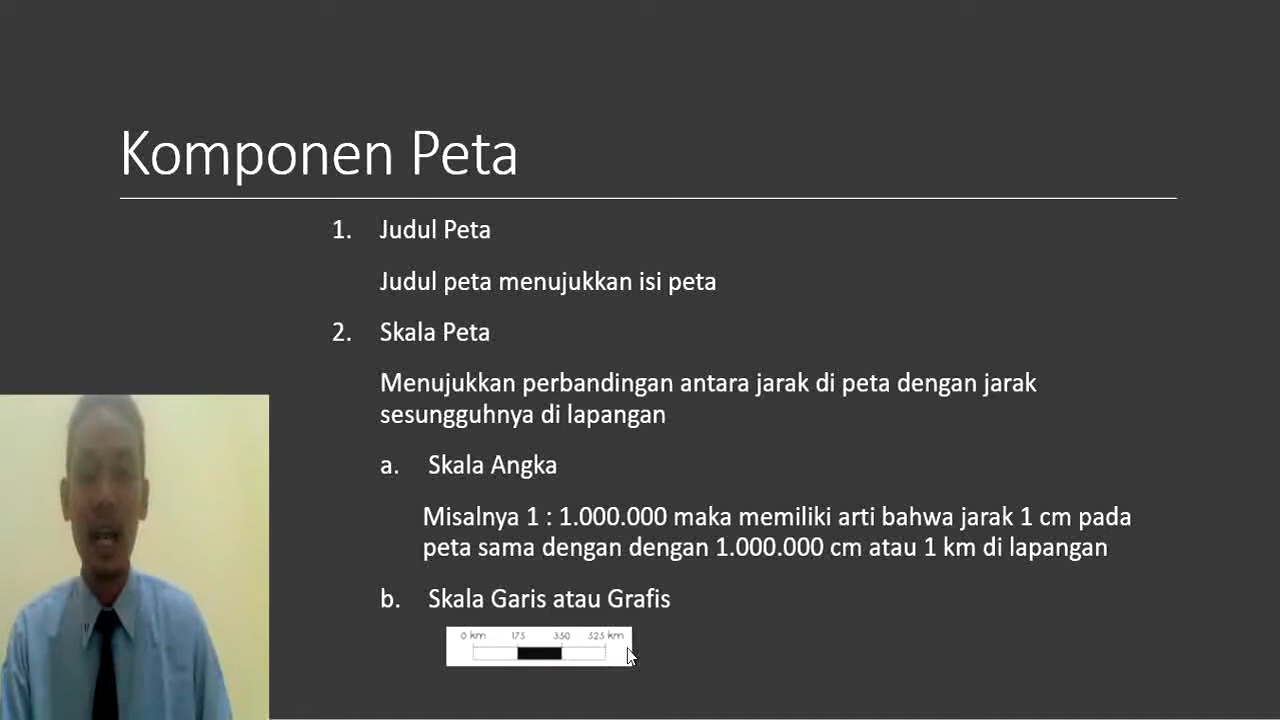 Komponen Peta
1. Judul Peta
Judul peta menujukkan isi peta
2. Skala Peta
Menujukkan perbandingan antara jarak di peta dengan jarak
sesungguhnya di lapangan
a. Skala Angka
Misalnya 1 : 1.000.000 maka memiliki arti bahwa jarak 1 cm pada
peta sama dengan dengan 1.000.000 cm atau 1 km di lapangan
b. Skala Garis atau Grafis
0 km 175 350 525 km